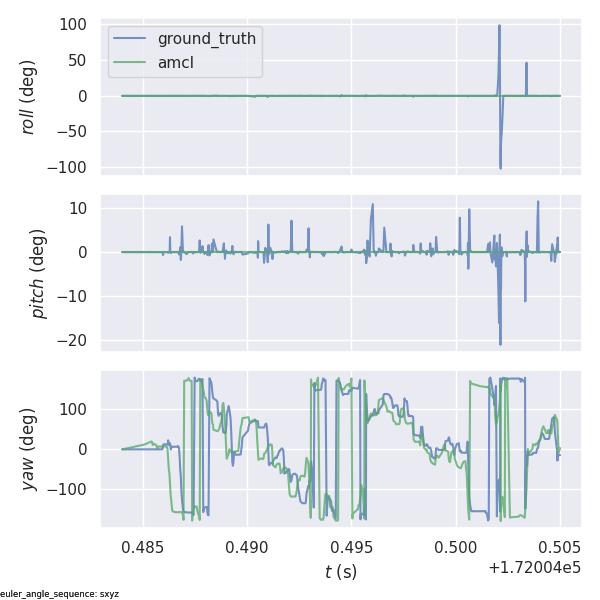 100
50
0
−50
−100
roll (deg)
ground_truth
amcl
10
0
−10
−20
pitch (deg)
100
0
−100
yaw (deg)
0.485 0.490 0.495 0.500 0.505
+1.72004e5
t (s)
euler_angle_sequence: sxyz